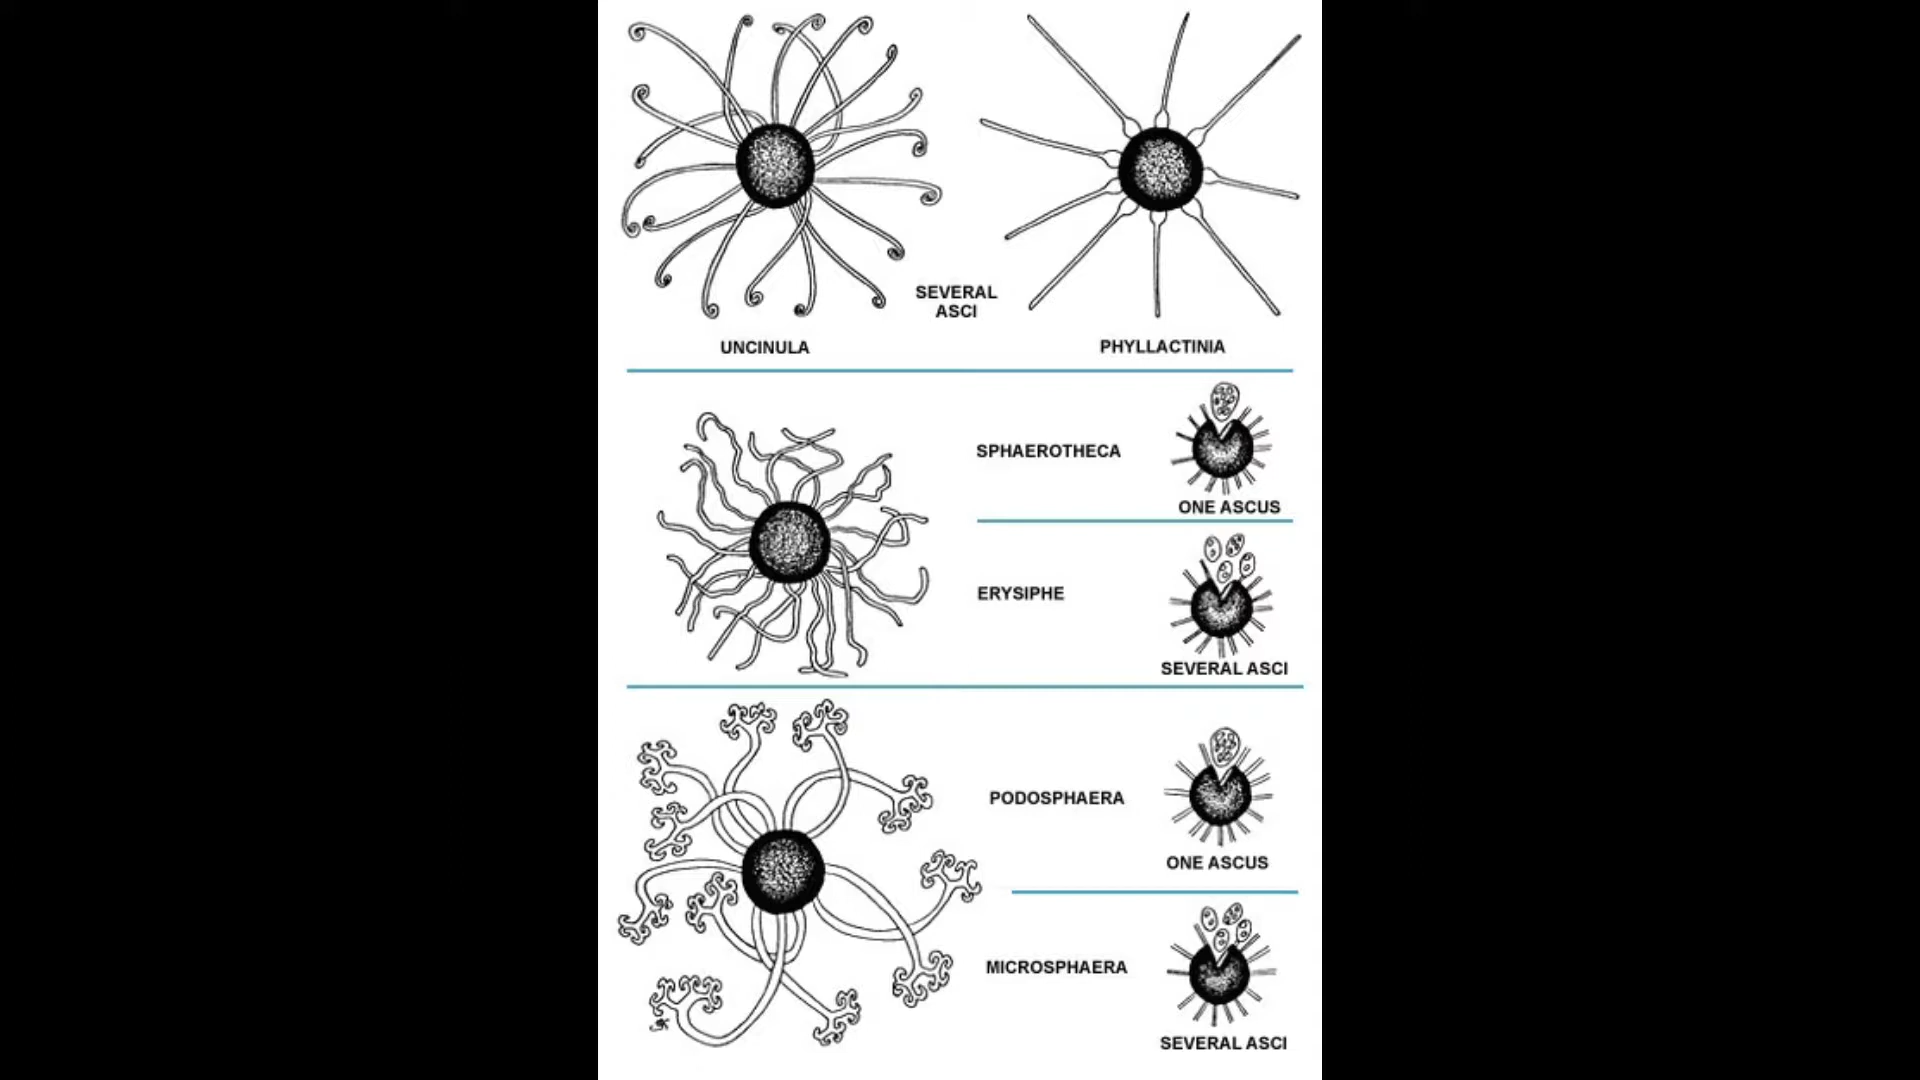 SEVERAL
ASCI
UNCINULA
PHYLLACTINIA
SPHAEROTHECA
ONE ASCUS
ERYSIPHE
SEVERAL ASCI
PODOSPHAERA
ONE ASCUS
MICROSPHAERA
SEVERAL ASCI